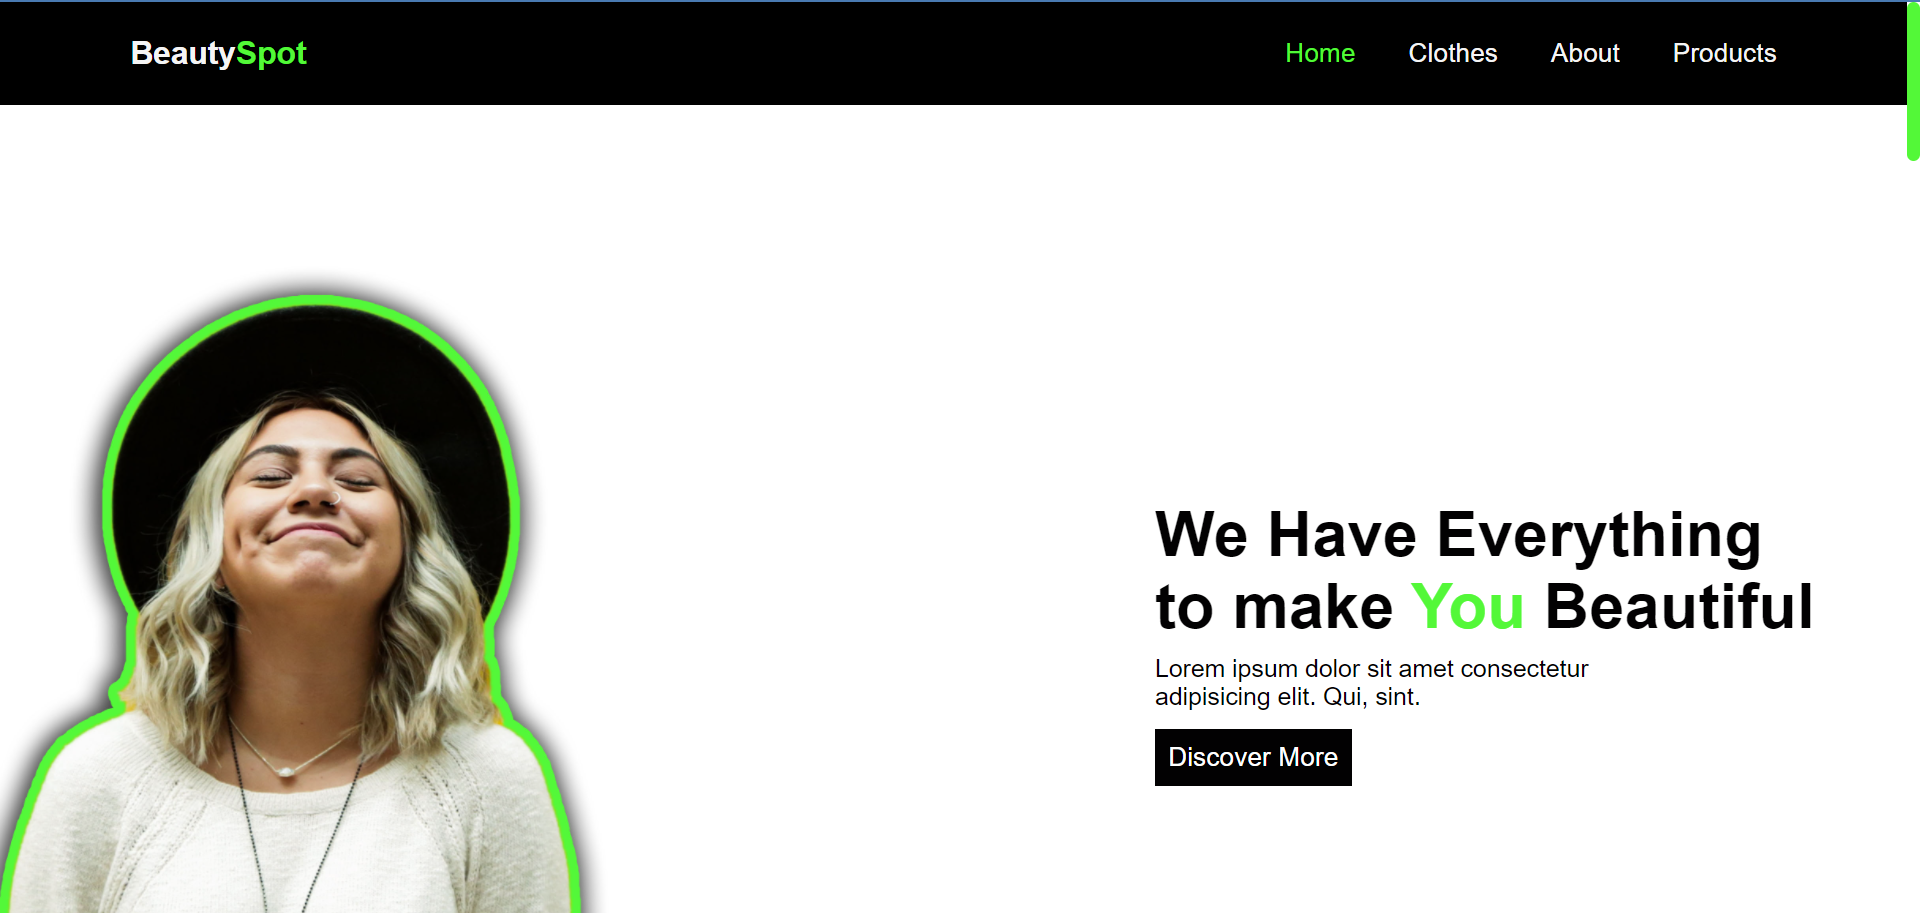 BeautySpot
Home Clothes About Products
We Have Everything
to make You Beautiful
Lorem ipsum dolor sit amet consectetur
adipisicing elit. Qui, sint.
Discover More